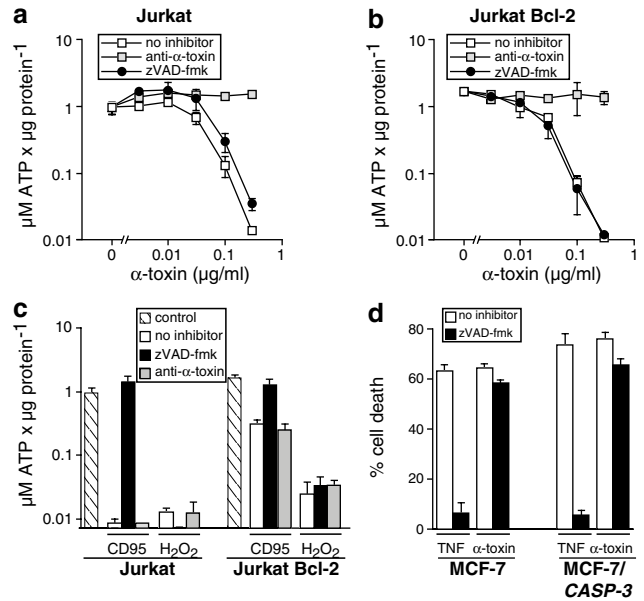 a
Jurkat
no inhibitor
anti-α-toxin
zVAD-fmk
μM ATP x μg protein⁻¹
10
1
0.1
0.01
0
0.01
0.1
1
α-toxin (μg/ml)
b
Jurkat Bcl-2
no inhibitor
anti-α-toxin
zVAD-fmk
μM ATP x μg protein⁻¹
10
1
0.1
0.01
0
0.01
0.1
1
α-toxin (μg/ml)
c
control
no inhibitor
zVAD-fmk
anti-α-toxin
μM ATP x μg protein⁻¹
10
1
0.1
0.01
CD95 H₂O₂ CD95 H₂O₂
Jurkat Jurkat Bcl-2
d
no inhibitor
zVAD-fmk
% cell death
80
60
40
20
0
TNF α-toxin TNF α-toxin
MCF-7 MCF-7/
CASP-3